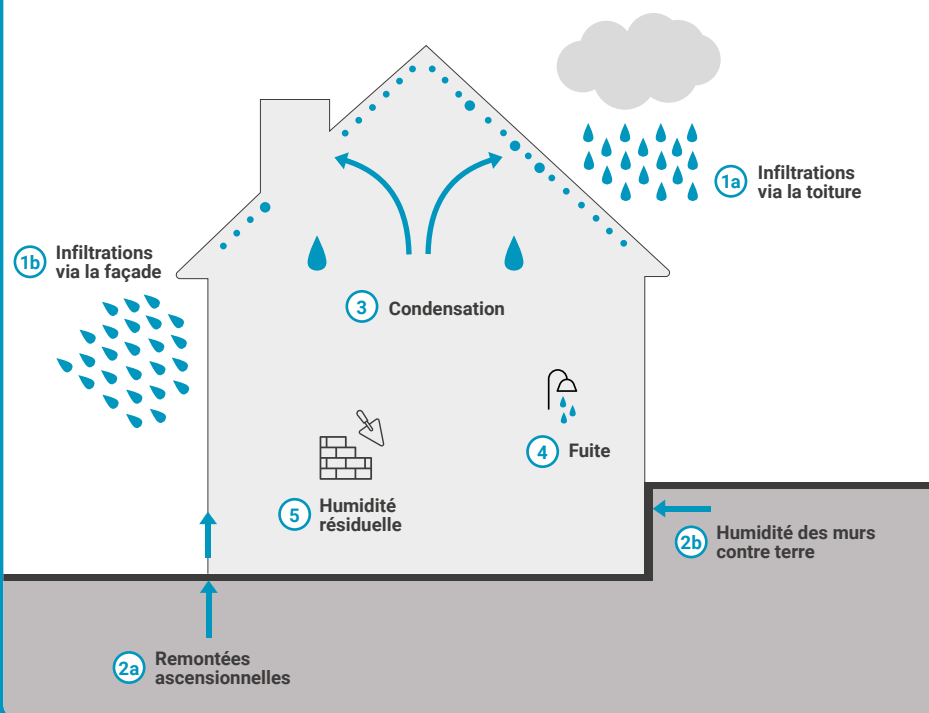 1a
Infiltrations
via la toiture
1b
Infiltrations
via la façade
3
Condensation
4
Fuite
5
Humidité
résiduelle
2b
Humidité des murs
contre terre
2a
Remontées
ascensionnelles